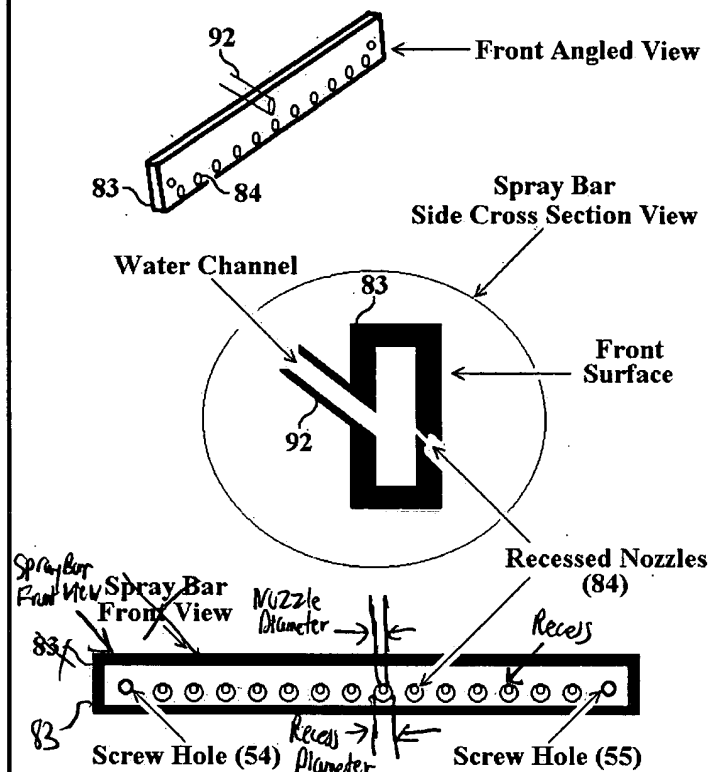 92
Front Angled View
83
84
Spray Bar
Side Cross Section View
Water Channel
83
Front
Surface
92
Recessed Nozzles
(84)
Spray Bar
Front View
Spray Bar
Front View
Nozzle
Diameter
Recess
83
83
Screw Hole (54)
Recess
Diameter
Screw Hole (55)